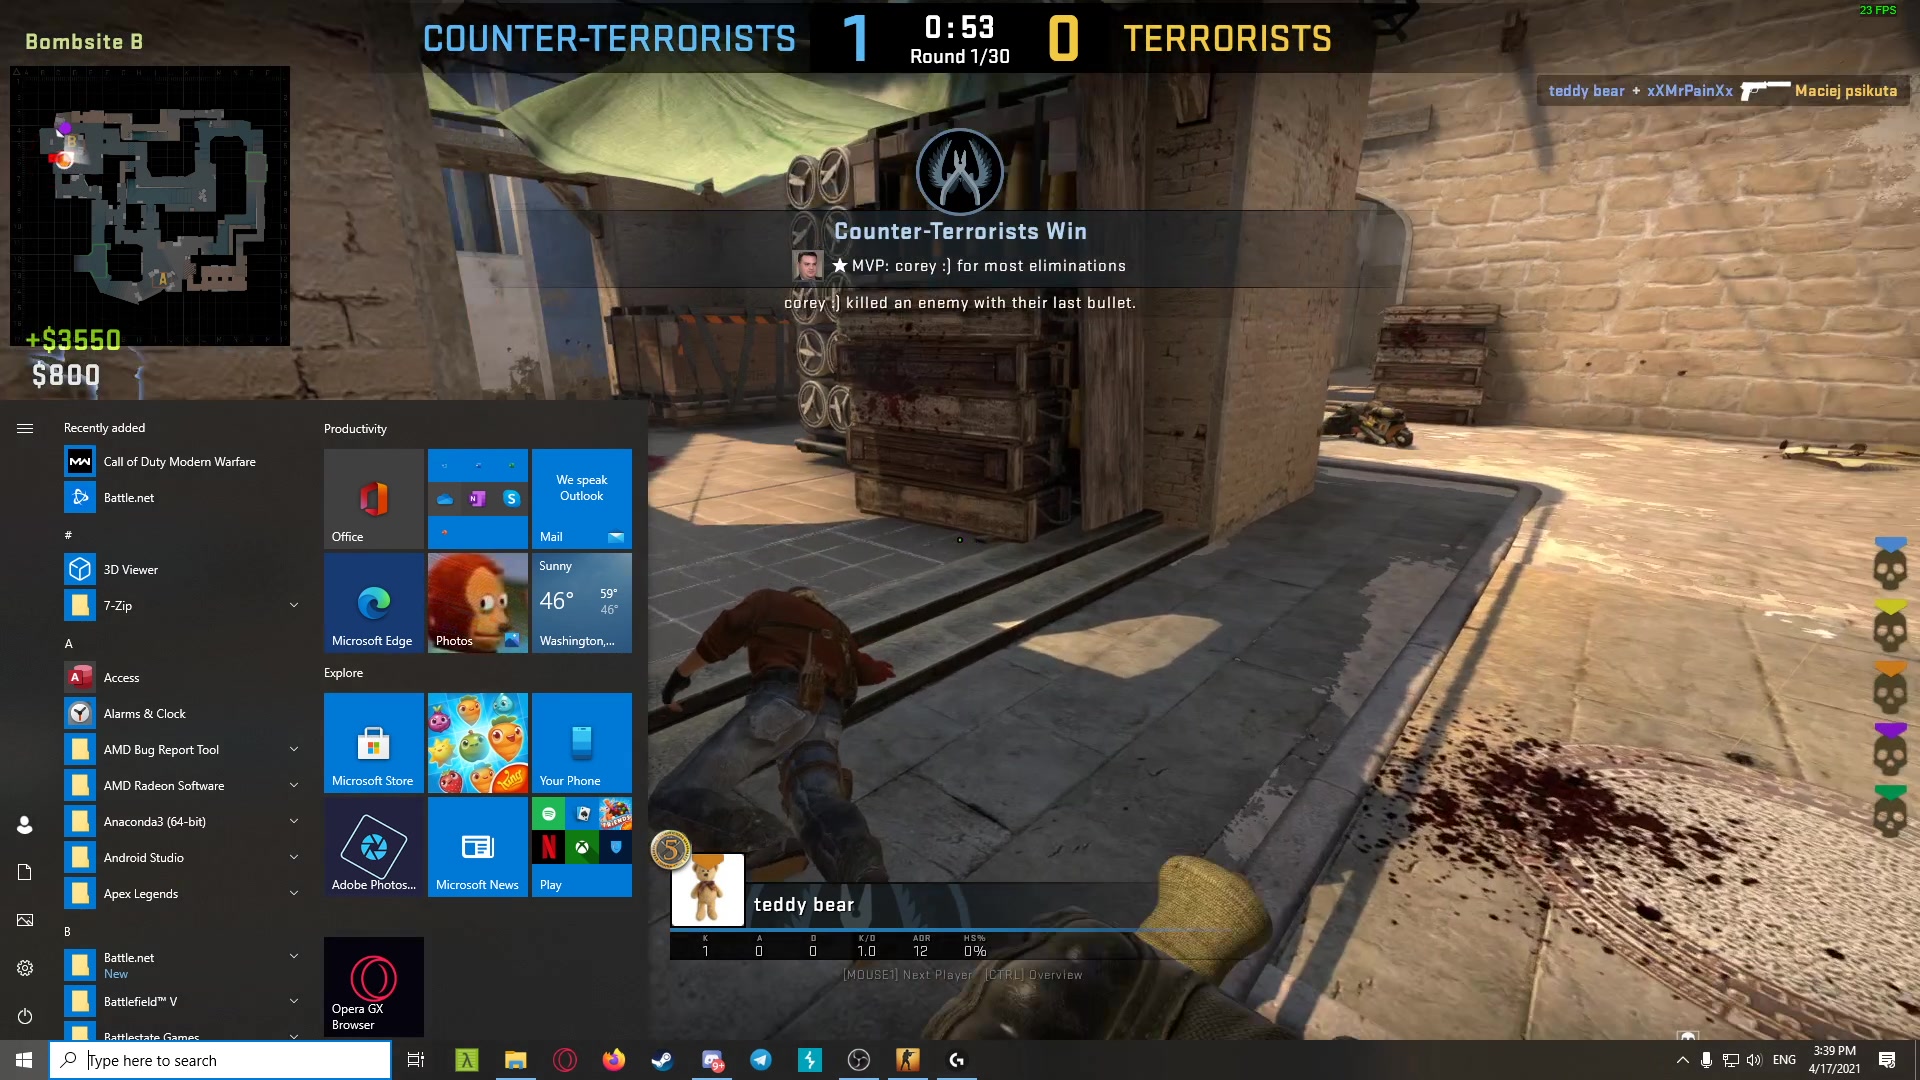 23 FPS
Bombsite B
COUNTER-TERRORISTS 1 0:53 0 TERRORISTS
Round 1/30
teddy bear + xXMrPainXx Maciej psikuta
B
A
Counter-Terrorists Win
★ MVP: corey :) for most eliminations
corey :) killed an enemy with their last bullet.
+$3550
$800
Recently added
Call of Duty Modern Warfare
Battle.net
#
3D Viewer
7-Zip
A
Access
Alarms & Clock
AMD Bug Report Tool
AMD Radeon Software
Anaconda3 (64-bit)
Android Studio
Apex Legends
B
Battle.net
New
Battlefield™ V
Battlestate Games
Productivity
Office
We speak
Outlook
Mail
Microsoft Edge
Photos
Sunny
46° 59°
46°
Washington,...
Explore
Microsoft Store
King
Your Phone
Adobe Photos...
Microsoft News
Play
Opera GX
Browser
5
teddy bear
K A D K/D ADR HS%
1 0 0 1.0 12 0%
[MOUSE1] Next Player [CTRL] Overview
Type here to search
9+
ENG
3:39 PM
4/17/2021